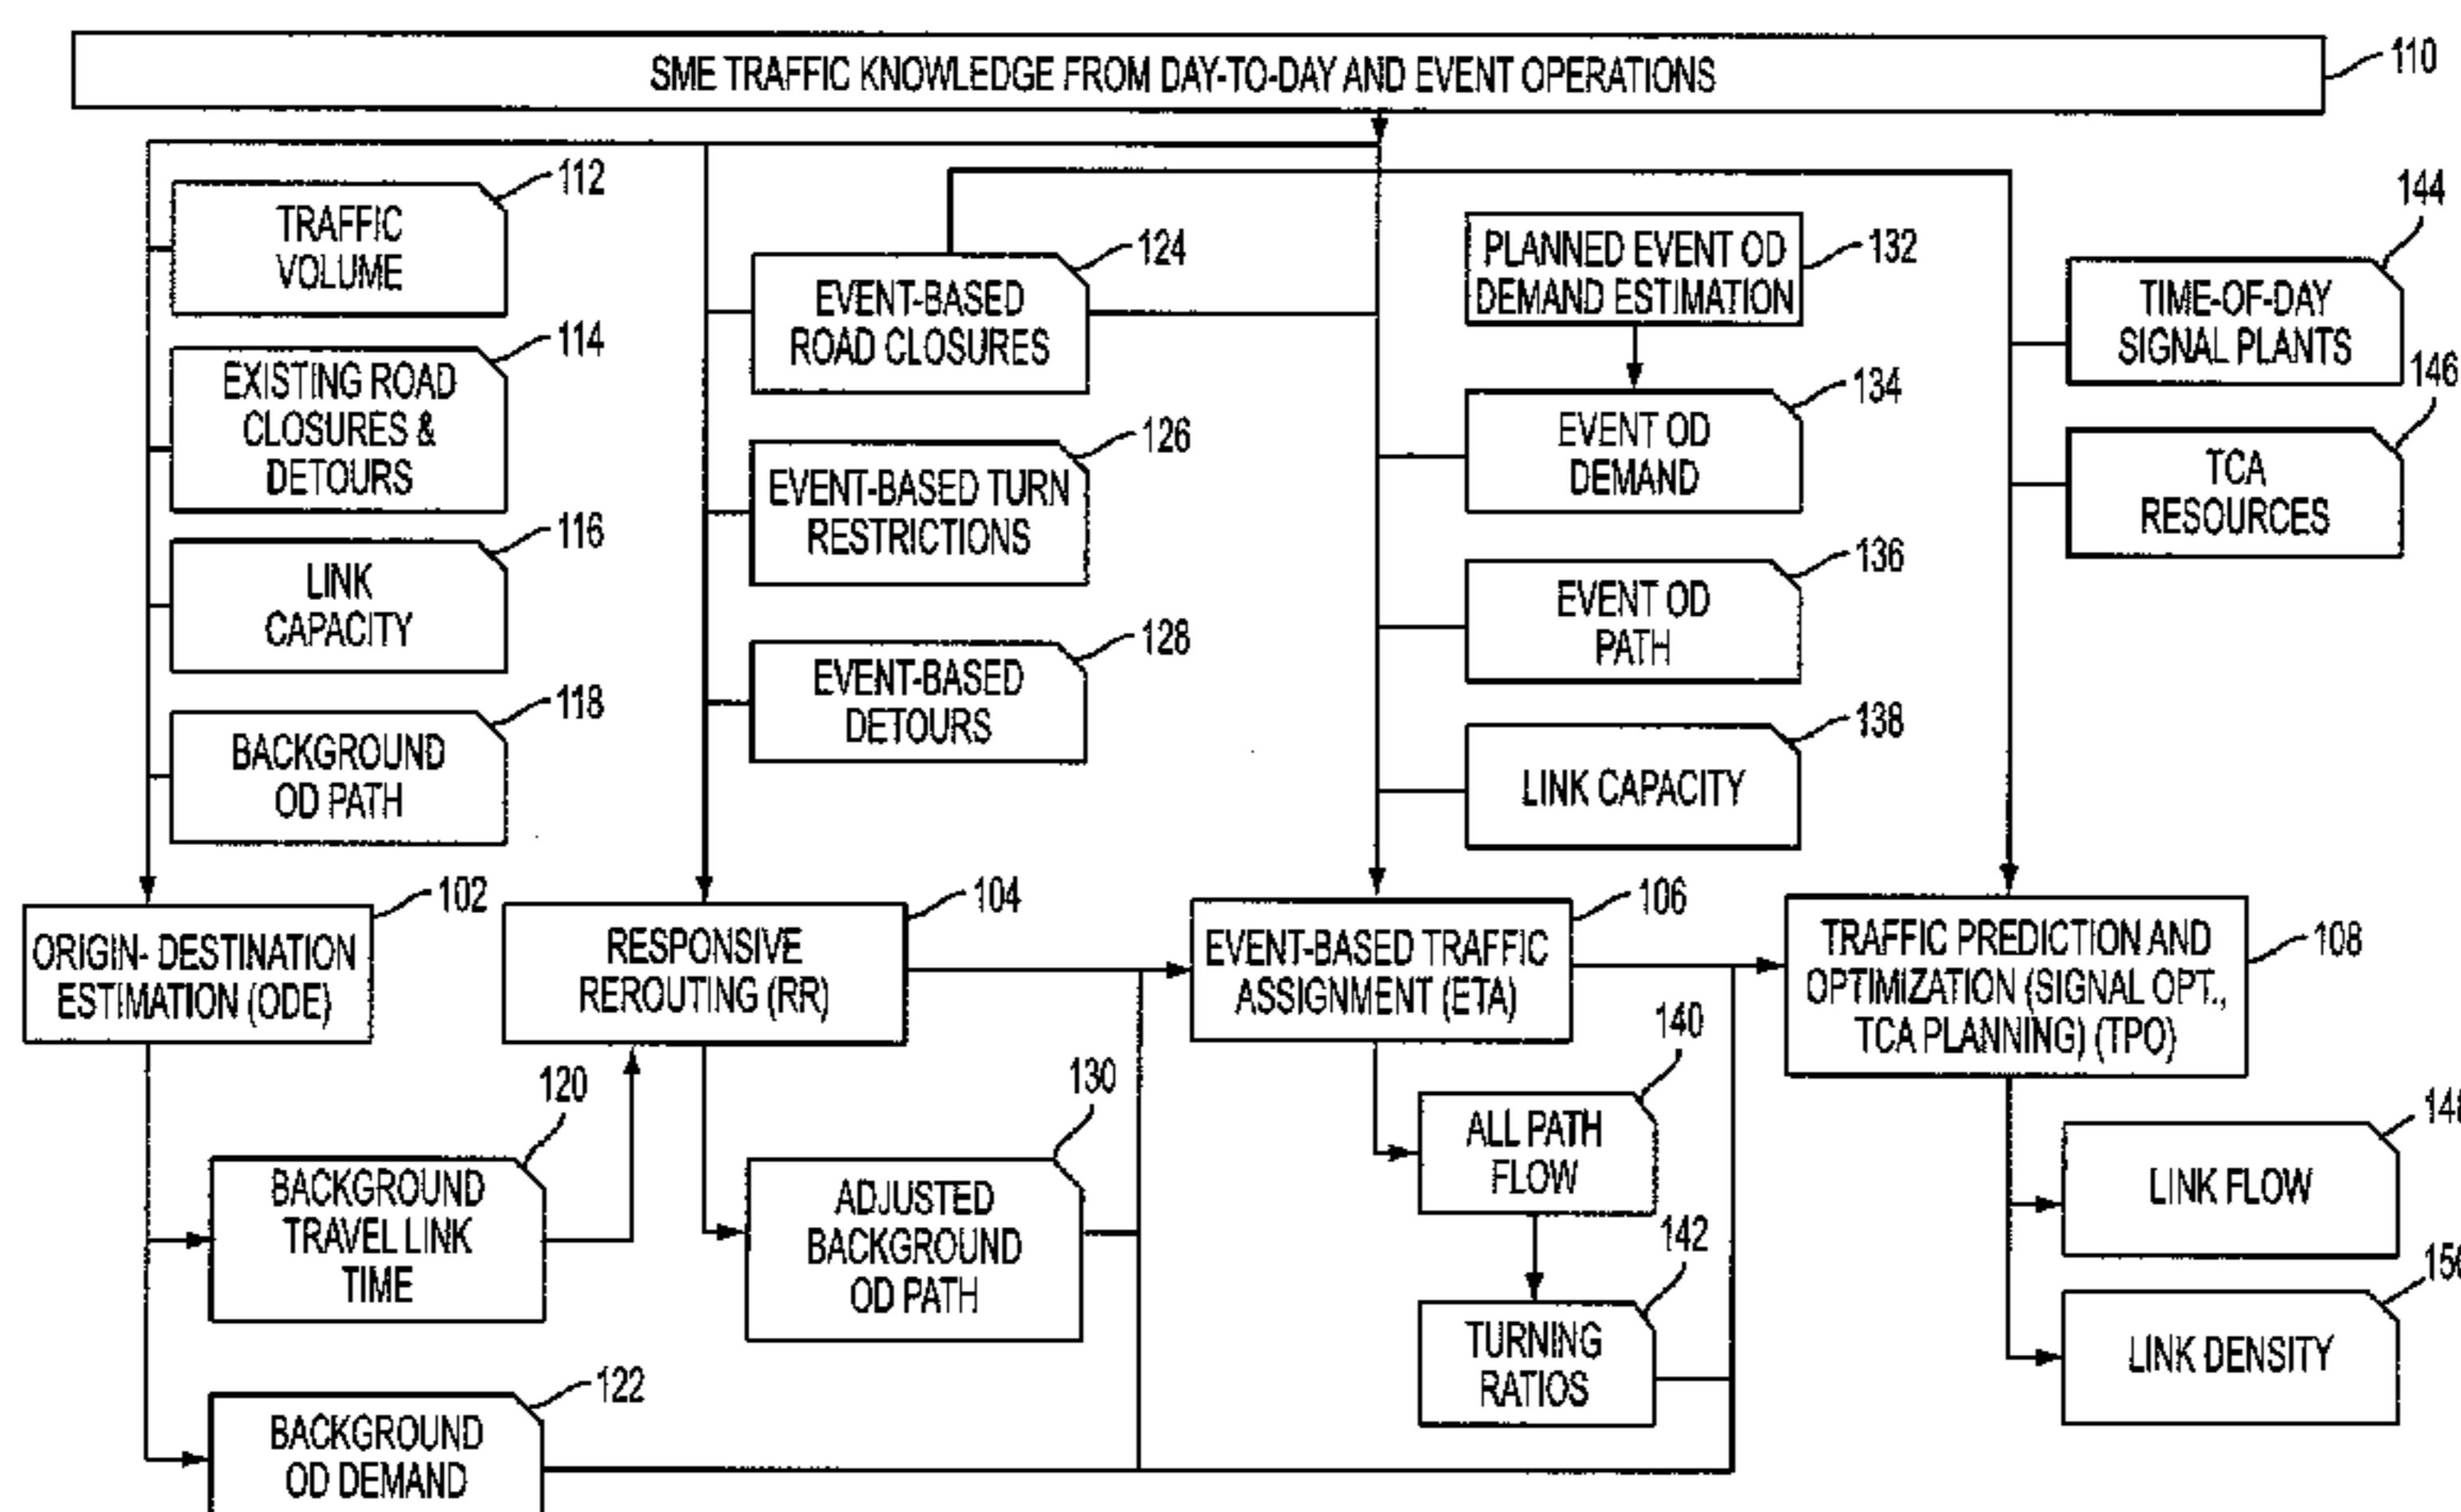 SME TRAFFIC KNOWLEDGE FROM DAY-TO-DAY AND EVENT OPERATIONS
110
112
TRAFFIC
VOLUME
114
EXISTING ROAD
CLOSURES &
DETOURS
116
LINK
CAPACITY
118
BACKGROUND
OD PATH
124
EVENT-BASED
ROAD CLOSURES
126
EVENT-BASED TURN
RESTRICTIONS
128
EVENT-BASED
DETOURS
PLANNED EVENT OD
DEMAND ESTIMATION
132
134
EVENT OD
DEMAND
136
EVENT OD
PATH
138
LINK CAPACITY
144
TIME-OF-DAY
SIGNAL PLANTS
146
TCA
RESOURCES
102
ORIGIN- DESTINATION
ESTIMATION (ODE)
104
RESPONSIVE
REROUTING (RR)
106
EVENT-BASED TRAFFIC
ASSIGNMENT (ETA)
108
TRAFFIC PREDICTION AND
OPTIMIZATION (SIGNAL OPT.,
TCA PLANNING) (TPO)
120
BACKGROUND
TRAVEL LINK
TIME
122
BACKGROUND
OD DEMAND
130
ADJUSTED
BACKGROUND
OD PATH
140
ALL PATH
FLOW
142
TURNING
RATIOS
LINK FLOW
LINK DENSITY